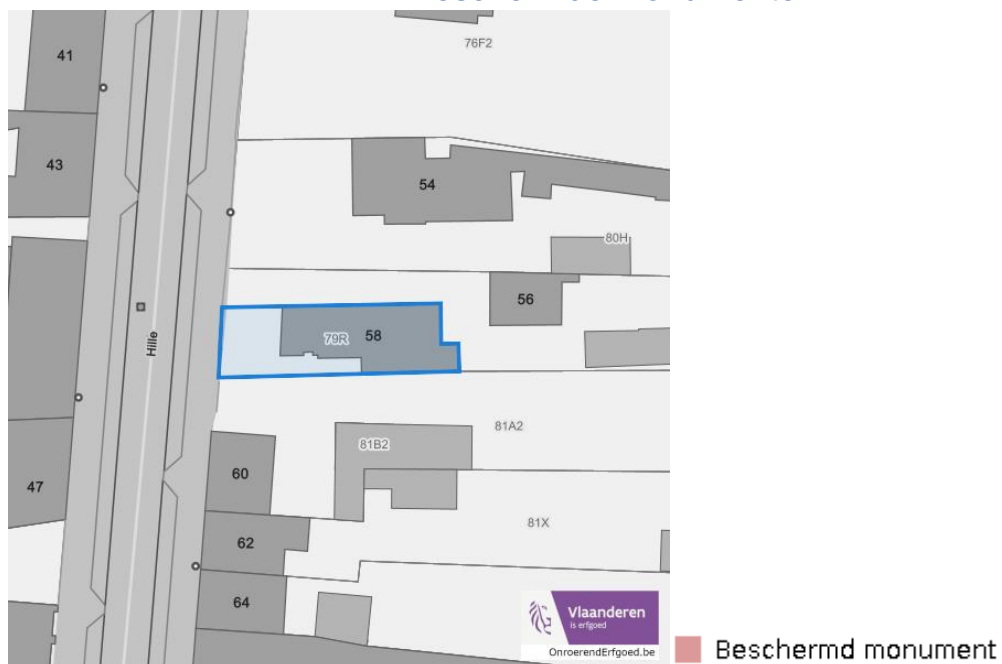 41
76F2
43
54
80H
56
Hille
79R 58
81A2
81B2
60
47
81X
62
64
Vlaanderen
is erfgoed
OnroerendErfgoed.be
Beschermd monument